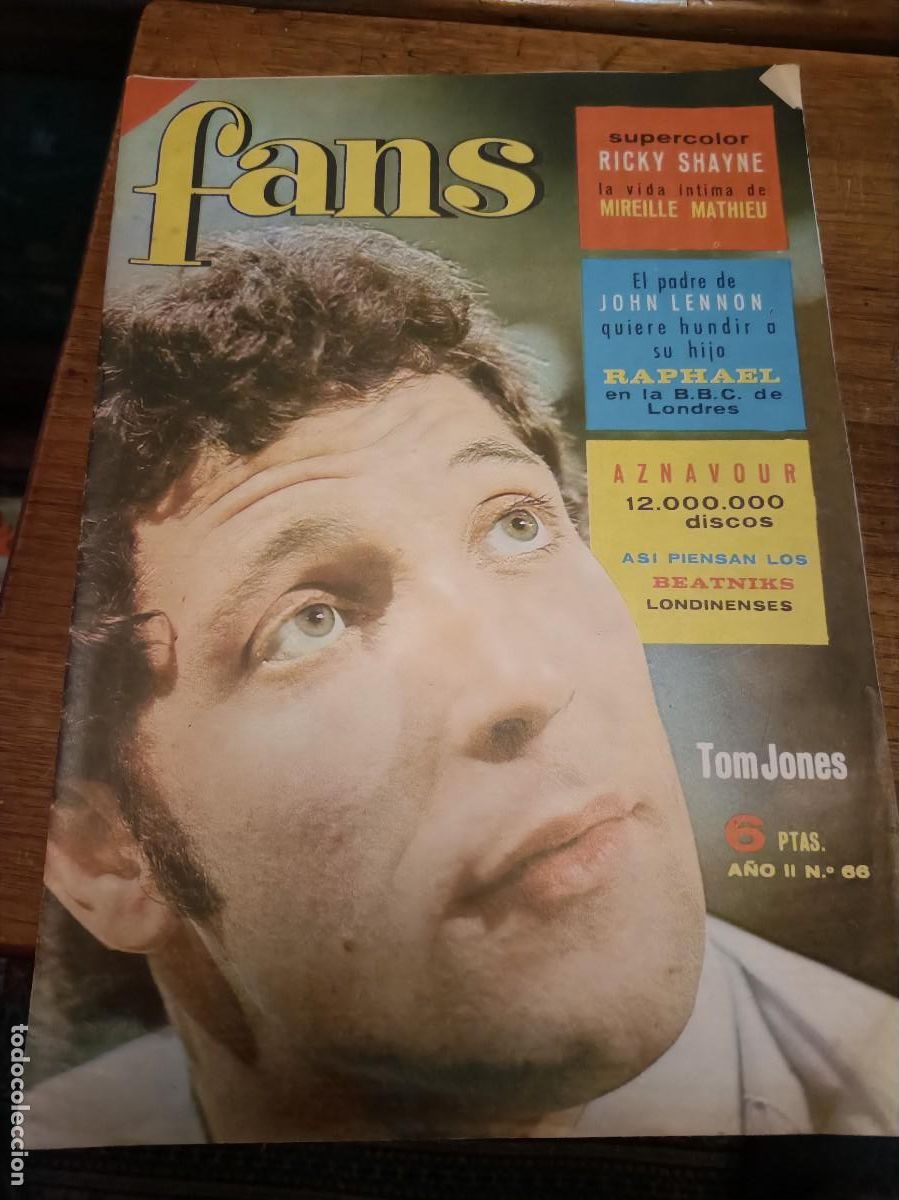 fans
supercolor
RICKY SHAYNE
la vida íntima de
MIREILLE MATHIEU
El padre de
JOHN LENNON,
quiere hundir a
su hijo
RAPHAEL
en la B.B.C. de
Londres
AZNAVOUR
12.000.000
discos
ASI PIENSAN LOS
BEATNIKS
LONDINENSES
Tom Jones
6 PTAS.
AÑO II N.º 66
todocoleccion